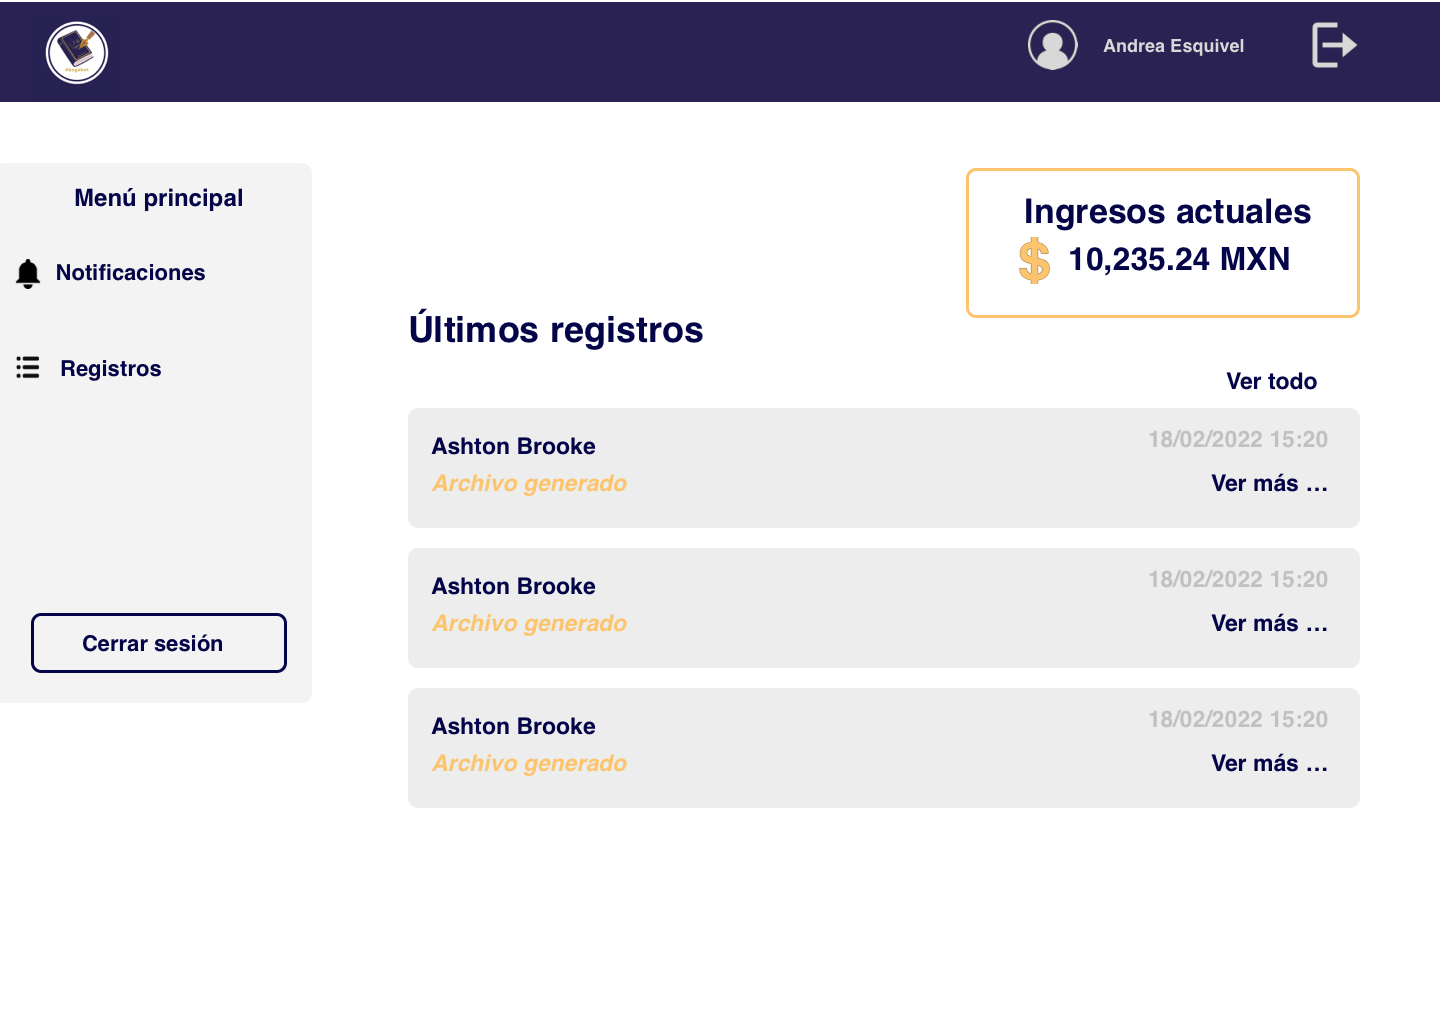 Andrea Esquivel
Menú principal
Notificaciones
Registros
Cerrar sesión
Ingresos actuales
$ 10,235.24 MXN
Últimos registros
Ver todo
Ashton Brooke
18/02/2022 15:20
Archivo generado
Ver más ...
Ashton Brooke
18/02/2022 15:20
Archivo generado
Ver más ...
Ashton Brooke
18/02/2022 15:20
Archivo generado
Ver más ...